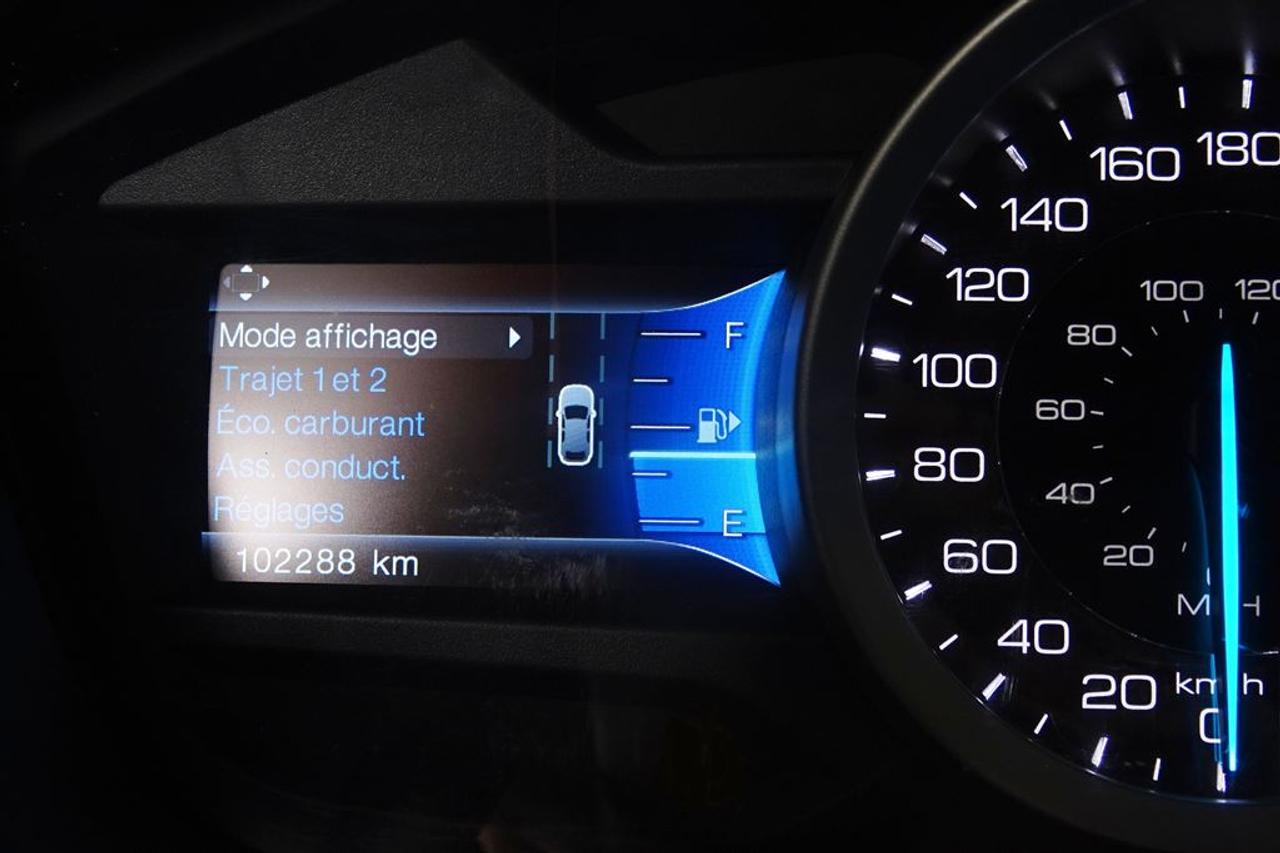 Mode affichage
Trajet 1 et 2
Éco. carburant
Ass. conduct.
Réglages
102288 km
F
E
180
160
140
120
100
80
60
40
20
0
km/h
120
100
80
60
40
20
MPH